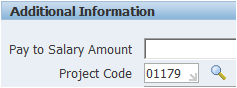 Additional Information
Pay to Salary Amount
Project Code 01179